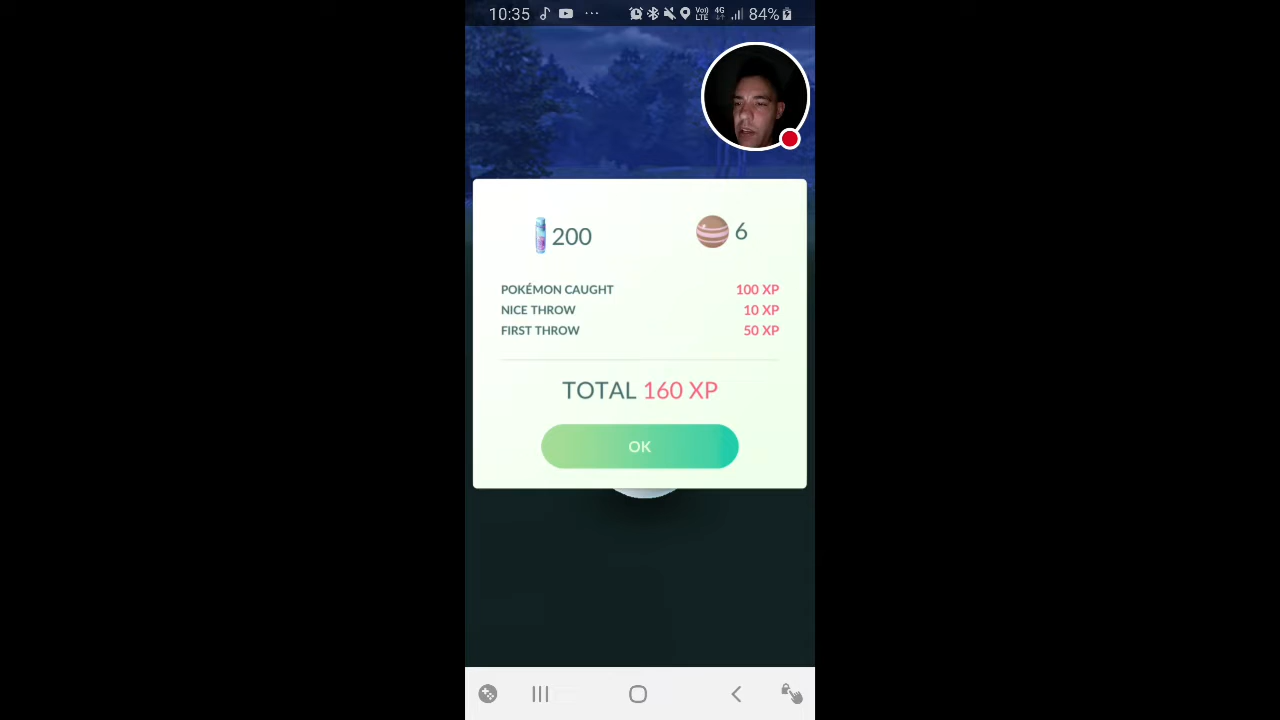 10:35 84%
200 6
POKÉMON CAUGHT 100 XP
NICE THROW 10 XP
FIRST THROW 50 XP
TOTAL 160 XP
OK